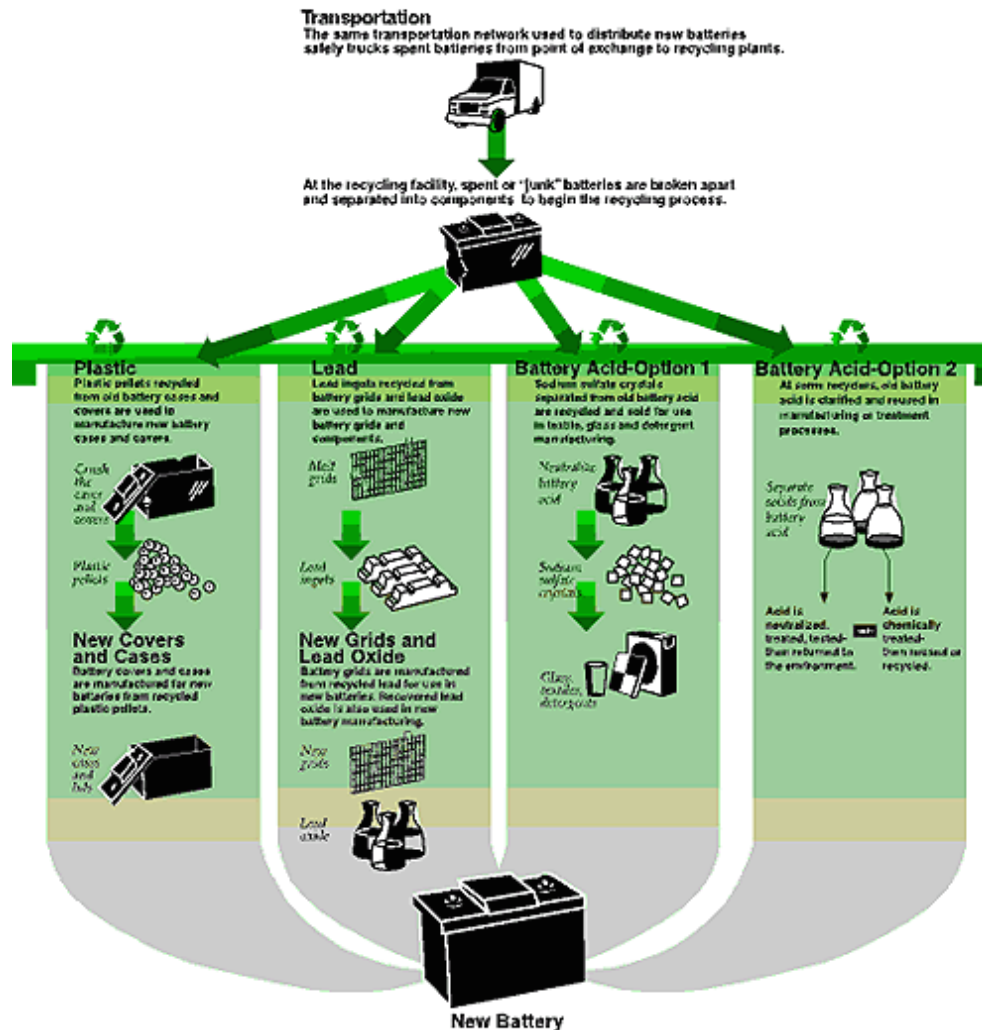 Transportation
The same transportation network used to distribute new batteries
safely trucks spent batteries from point of exchange to recycling plants.
At the recycling facility, spent or "junk" batteries are broken apart
and separated into components to begin the recycling process.
Plastic
Plastic pellets recycled
from old battery cases and
covers are used to
manufacture new battery
cases and covers.
Crush
the
cases
and
covers
Plastic
pellets
New Covers
and Cases
Battery covers and cases
are manufactured for new
batteries from recycled
plastic pellets.
New
cases
and
lids
Lead
Lead ingots recycled from
battery grids and lead oxide
are used to manufacture new
battery grids and
components.
Melt
grids
Lead
ingots
New Grids and
Lead Oxide
Battery grids are manufactured
from recycled lead for use in
new batteries. Recovered lead
oxide is also used in new
battery manufacturing.
New
grids
Lead
oxide
Battery Acid-Option 1
Sodium sulfate crystals
separated from old battery acid
are recycled and sold for use
in textile, glass and detergent
manufacturing.
Neutralize
battery
acid
Sodium
sulfate
crystals
Glass,
textiles,
detergents
Battery Acid-Option 2
At some recyclers, old battery
acid is clarified and reused in
manufacturing or treatment
processes.
Separate
solids from
battery
acid
Acid is
neutralized,
treated, tested-
then returned to
the environment.
Acid is
chemically
treated-
then reused or
recycled.
New Battery